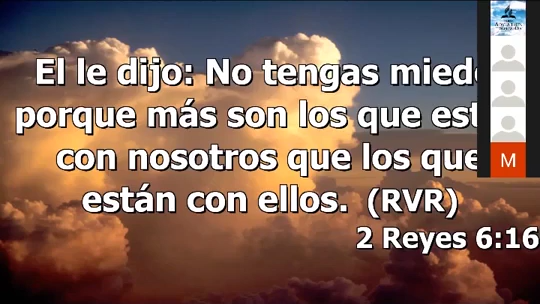 El le dijo: No tengas mied
porque más son los que est
con nosotros que los que
están con ellos. (RVR)
2 Reyes 6:16
M